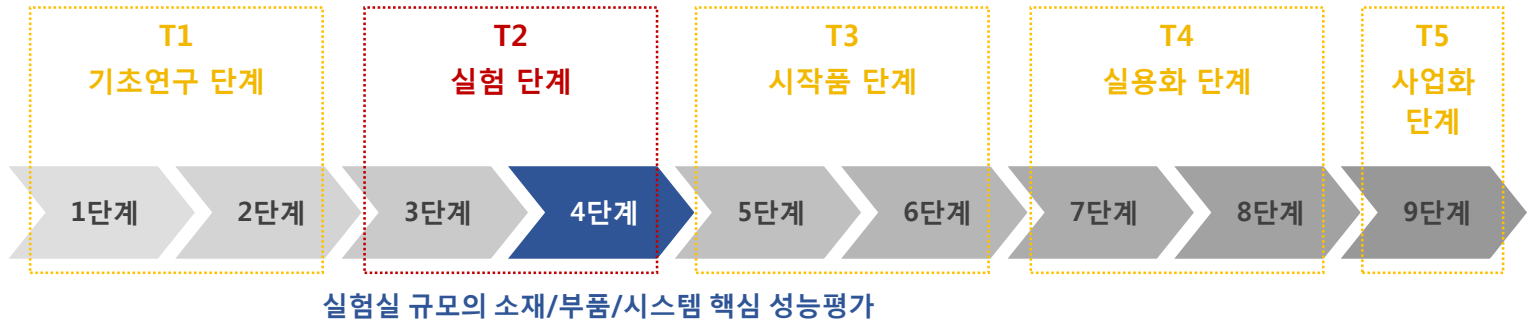 T1
기초연구 단계
T2
실험 단계
T3
시작품 단계
T4
실용화 단계
T5
사업화
단계
1단계
2단계
3단계
4단계
5단계
6단계
7단계
8단계
9단계
실험실 규모의 소재/부품/시스템 핵심 성능평가